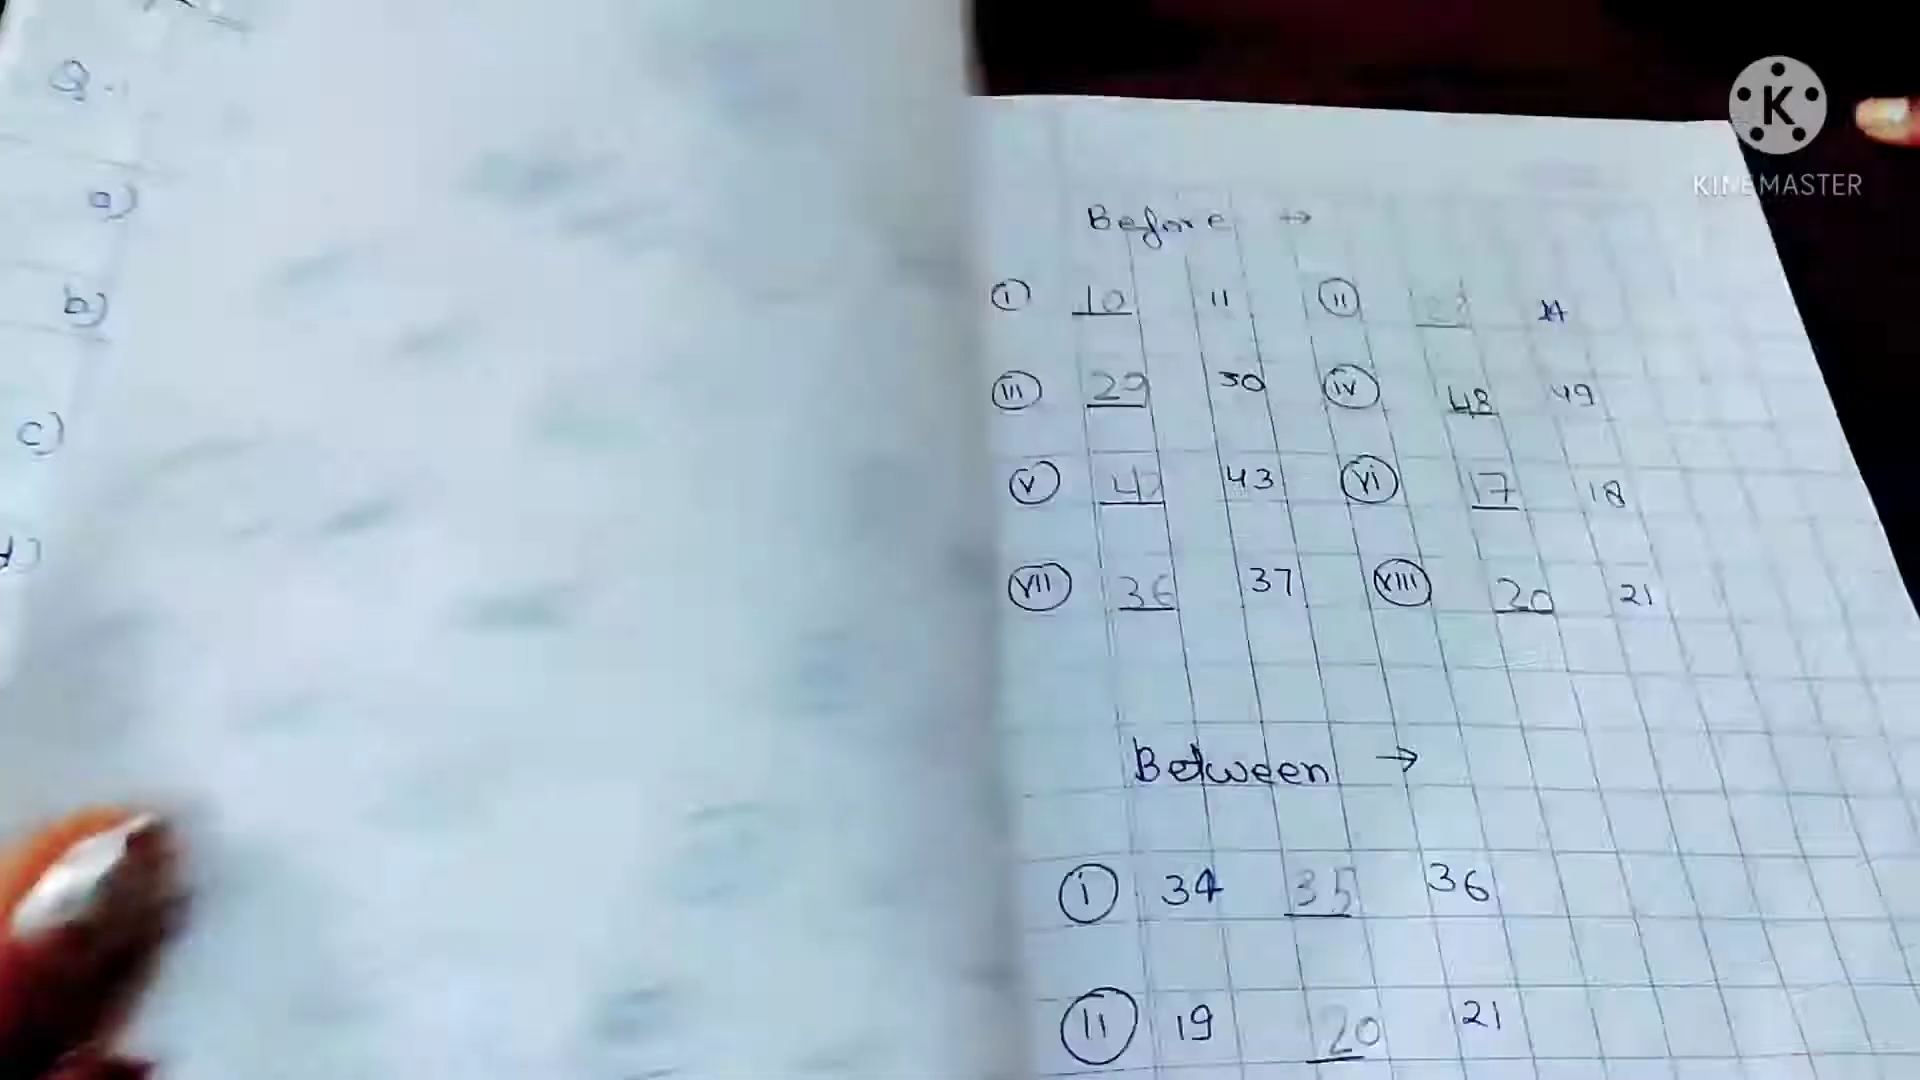 Q..
a)
b)
c)
d)
K
KINEMASTER
Before →
(i) 10 11 (ii)
(iii) 29 30 (iv) 48 49
(v) 42 43 (vi) 17 18
(vii) 36 37 (viii) 20 21
Between →
(i) 34 35 36
(ii) 19 20 21